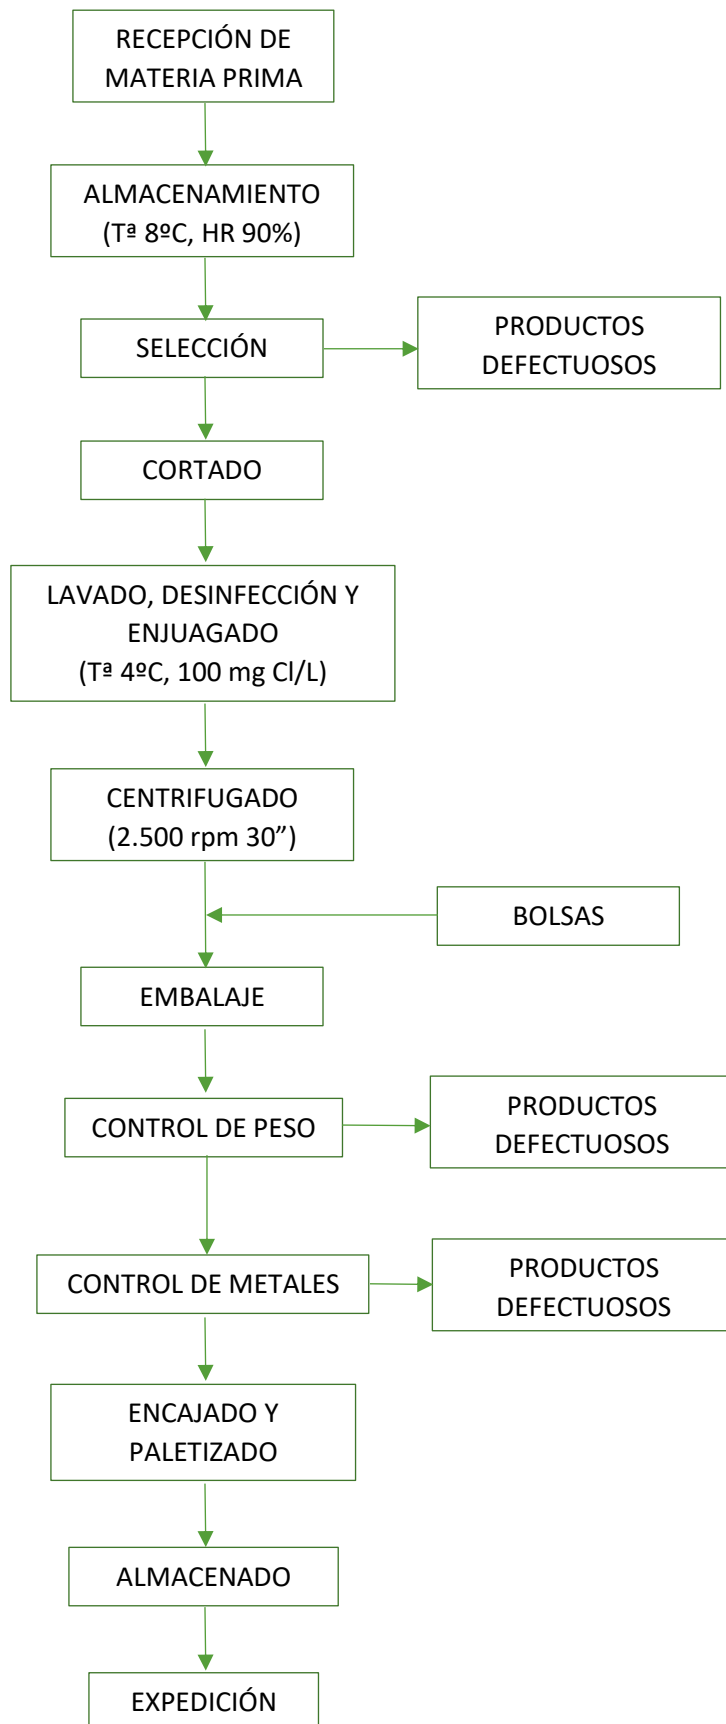 RECEPCIÓN DE
MATERIA PRIMA
ALMACENAMIENTO
(Tª 8ºC, HR 90%)
SELECCIÓN
PRODUCTOS
DEFECTUOSOS
CORTADO
LAVADO, DESINFECCIÓN Y
ENJUAGADO
(Tª 4ºC, 100 mg Cl/L)
CENTRIFUGADO
(2.500 rpm 30”)
BOLSAS
EMBALAJE
CONTROL DE PESO
PRODUCTOS
DEFECTUOSOS
CONTROL DE METALES
PRODUCTOS
DEFECTUOSOS
ENCAJADO Y
PALETIZADO
ALMACENADO
EXPEDICIÓN